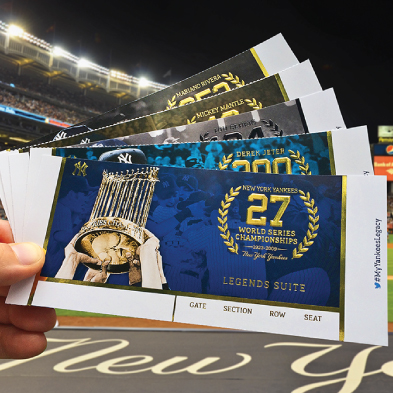 MARIANO RIVERA
MICKEY MANTLE
DEREK JETER
NEW YORK YANKEES
27
WORLD SERIES
CHAMPIONSHIPS
1923-2009
New York Yankees
LEGENDS SUITE
GATE SECTION ROW SEAT
#MyYankeesLegacy
New Y